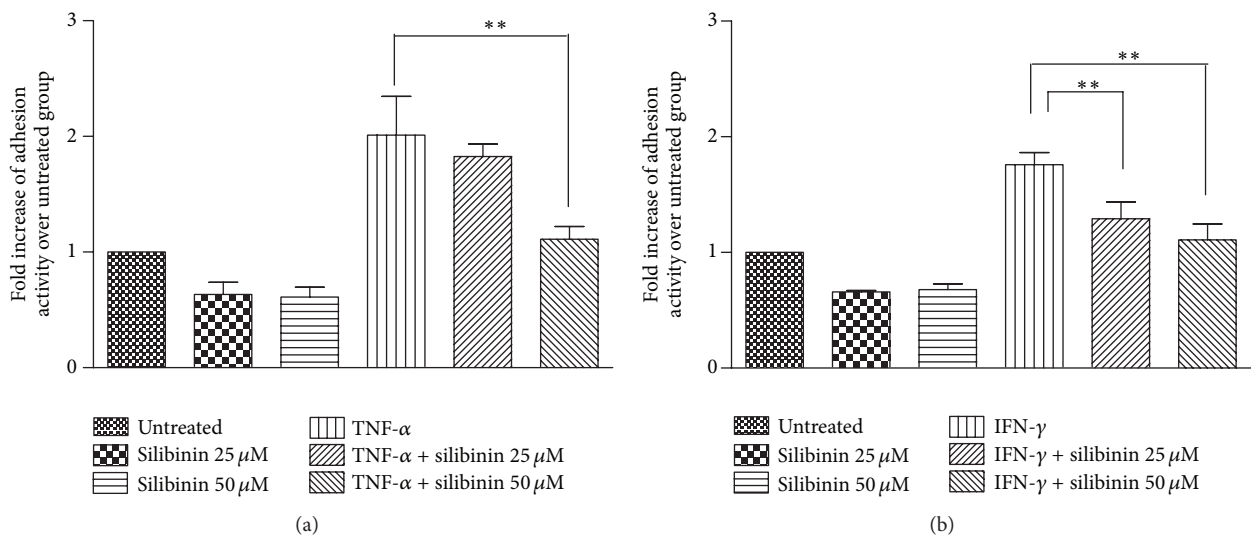 Fold increase of adhesion
activity over untreated group
3
2
1
0
**
Untreated
Silibinin 25 μM
Silibinin 50 μM
TNF-α
TNF-α + silibinin 25 μM
TNF-α + silibinin 50 μM
(a)
Fold increase of adhesion
activity over untreated group
3
2
1
0
**
**
Untreated
Silibinin 25 μM
Silibinin 50 μM
IFN-γ
IFN-γ + silibinin 25 μM
IFN-γ + silibinin 50 μM
(b)